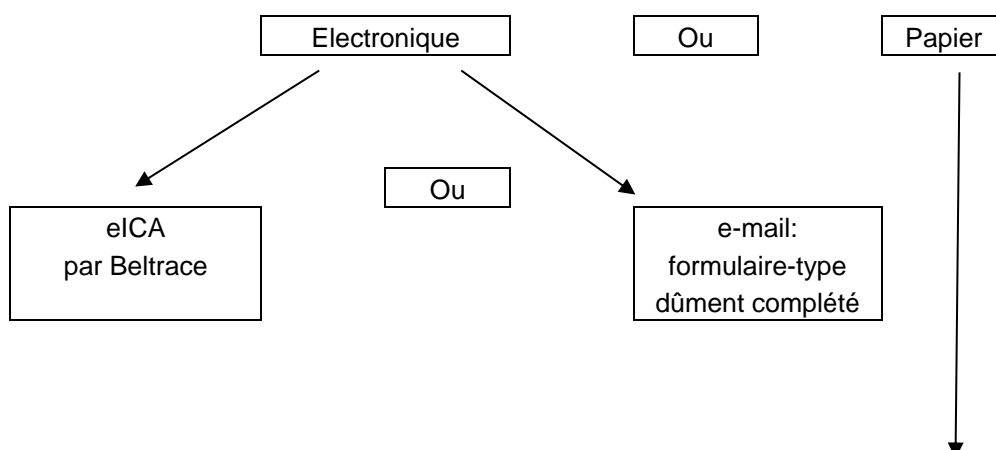 Electronique
Ou
Papier
Ou
eICA
par Beltrace
e-mail:
formulaire-type
dûment complété